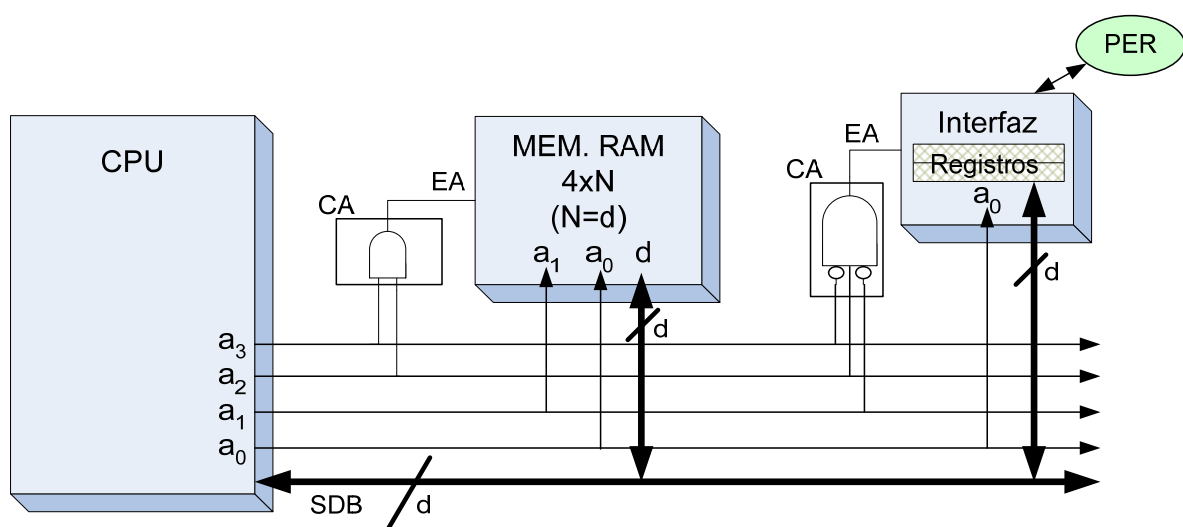 PER
CPU
MEM. RAM
4xN
(N=d)
a1 a0 d
EA
CA
Interfaz
Registros
a0
EA
CA
d
d
a3
a2
a1
a0
SDB
d